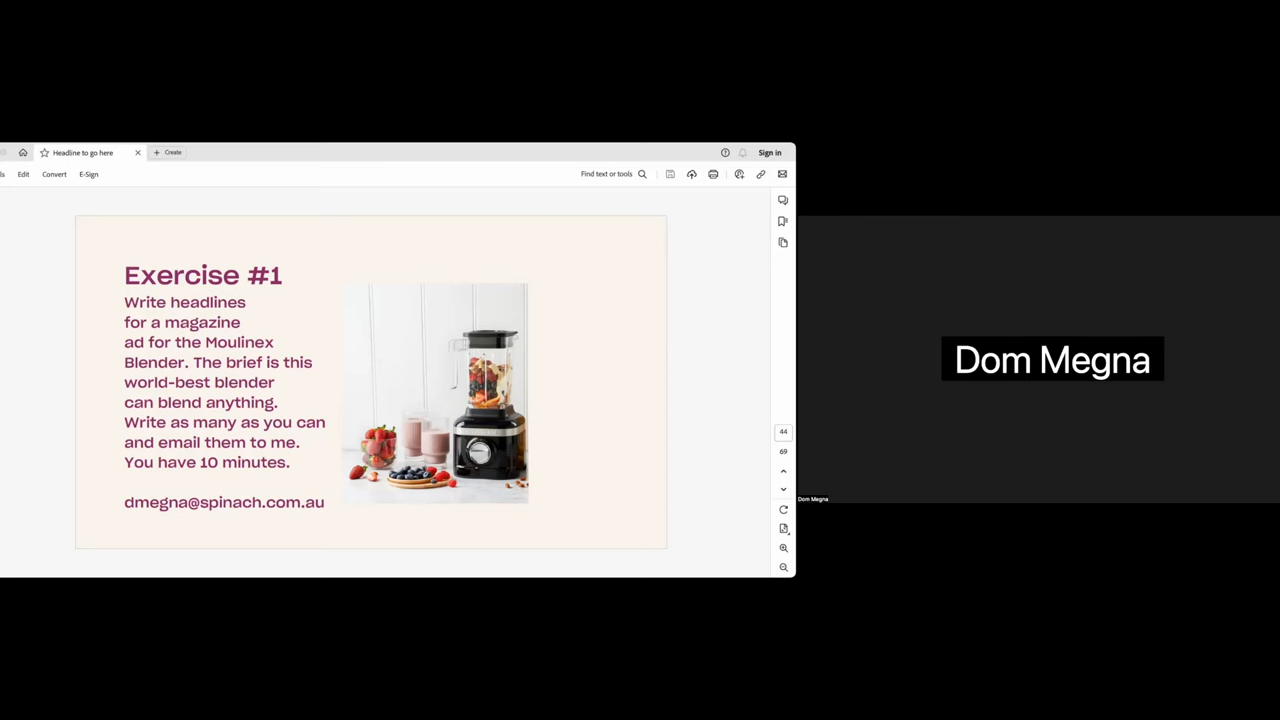 Headline to go here
Create
Sign in
Edit
Convert
E-Sign
Find text or tools
Exercise #1
Write headlines
for a magazine
ad for the Moulinex
Blender. The brief is this
world-best blender
can blend anything.
Write as many as you can
and email them to me.
You have 10 minutes.
dmegna@spinach.com.au
44
69
Dom Megna
Dom Megna